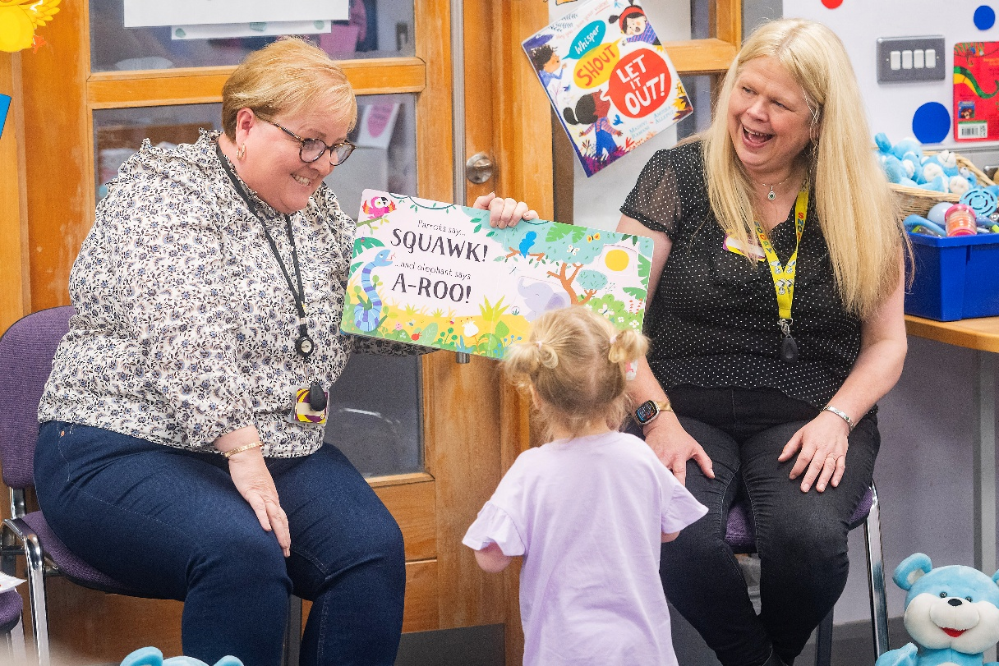 Whisper
SHOUT
LET
IT
OUT!
Parrots say...
SQUAWK!
...and elephant says
A-ROO!